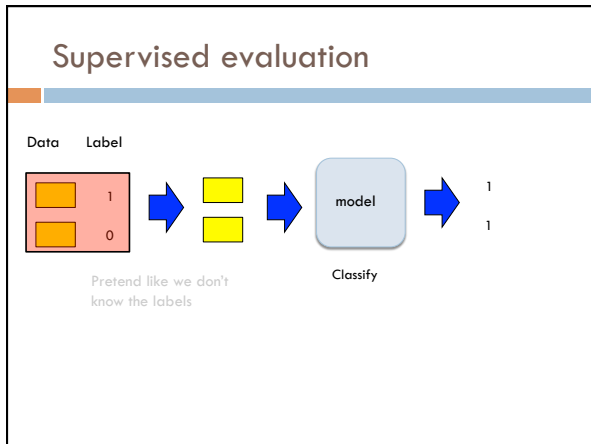 Supervised evaluation
Data Label
1
0
model
1
1
Classify
Pretend like we don't
know the labels